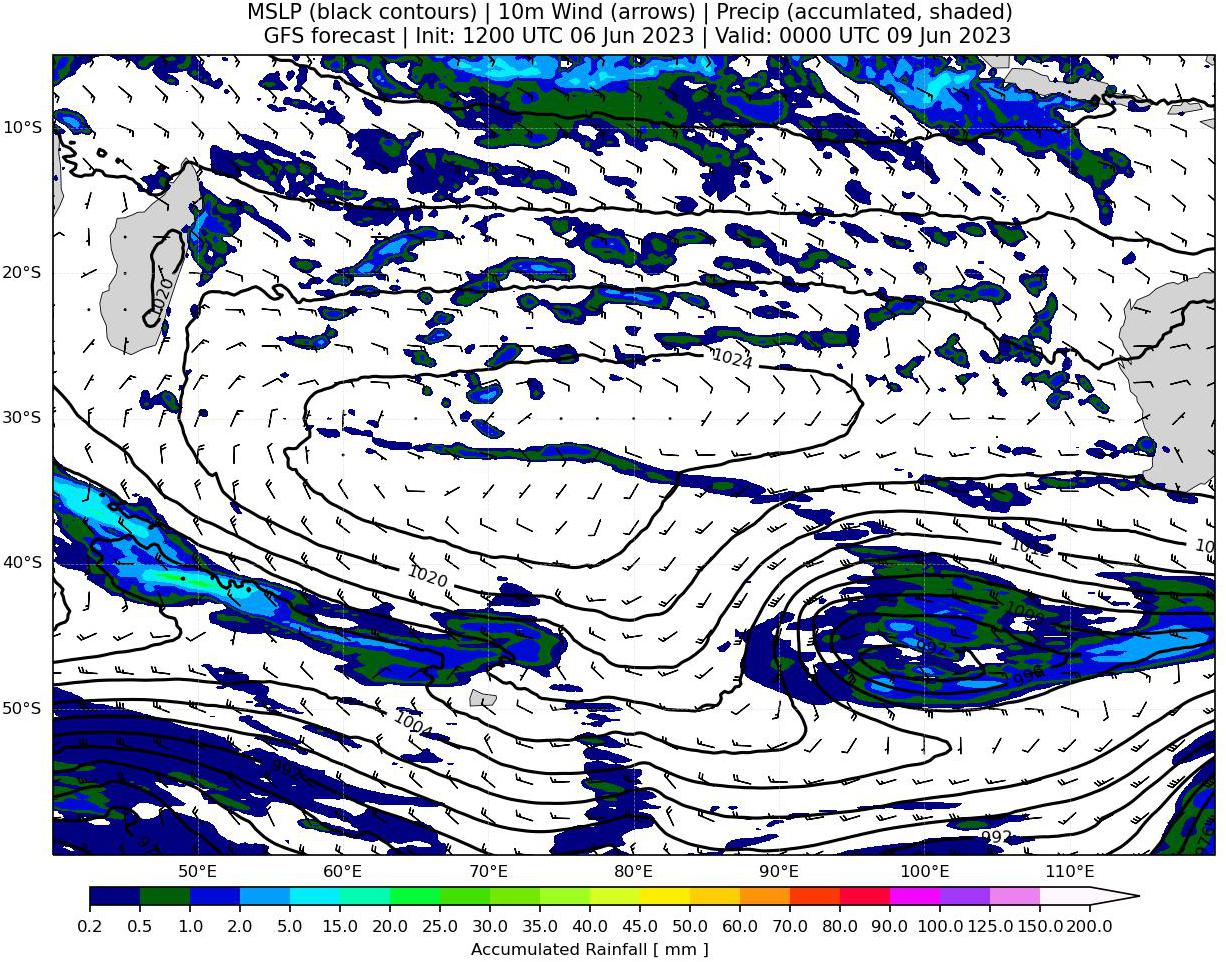 MSLP (black contours) | 10m Wind (arrows) | Precip (accumlated, shaded)
GFS forecast | Init: 1200 UTC 06 Jun 2023 | Valid: 0000 UTC 09 Jun 2023
10°S
20°S
1020
1024
30°S
1012
10
40°S
1020
1000
992
996
50°S
1004
992
992
976
50°E 60°E 70°E 80°E 90°E 100°E 110°E
0.2 0.5 1.0 2.0 5.0 15.0 20.0 25.0 30.0 35.0 40.0 45.0 50.0 60.0 70.0 80.0 90.0 100.0 125.0 150.0 200.0
Accumulated Rainfall [ mm ]